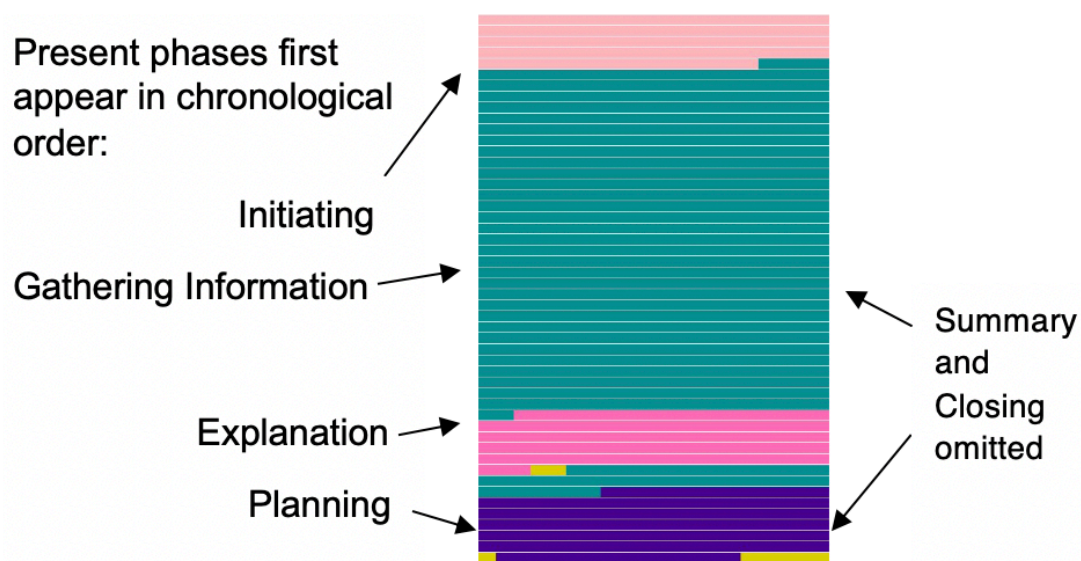 Present phases first
appear in chronological
order:
Initiating
Gathering Information
Explanation
Planning
Summary
and
Closing
omitted